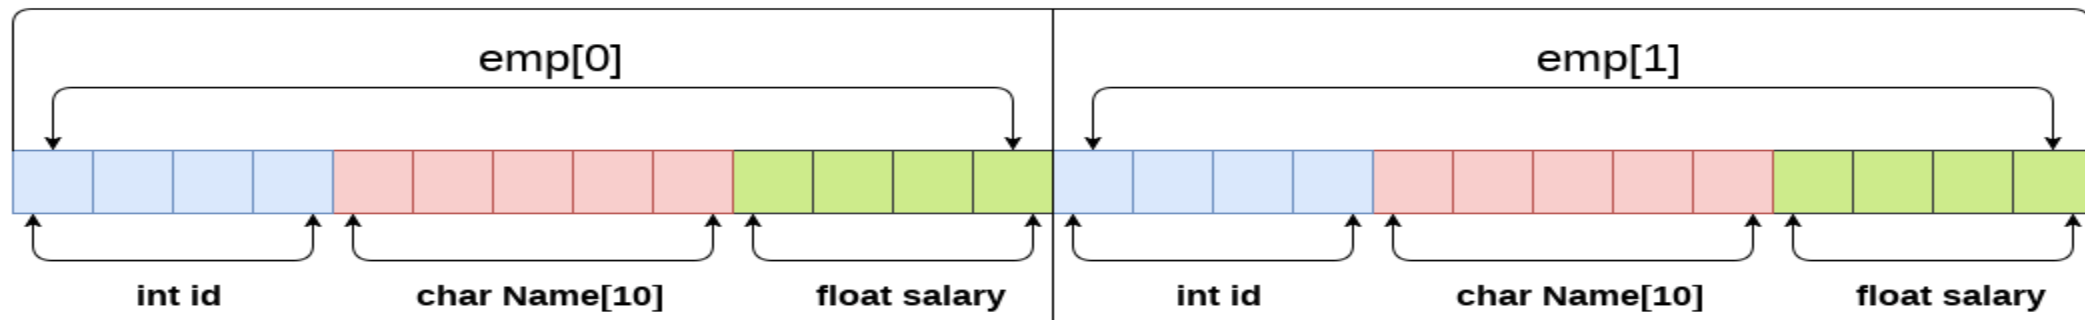 emp[0]
emp[1]
int id
char Name[10]
float salary
int id
char Name[10]
float salary